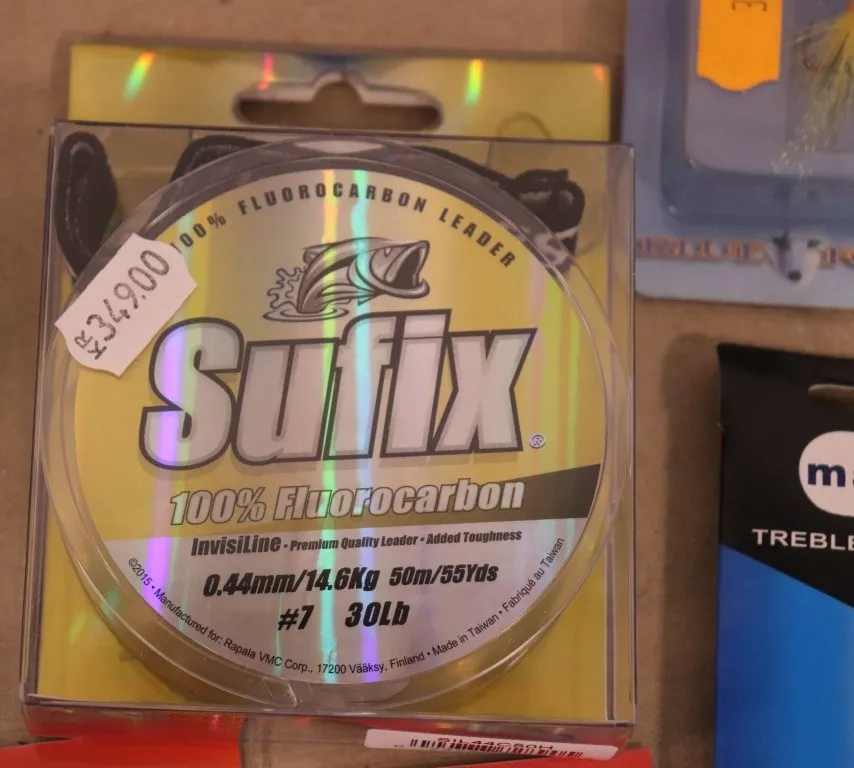 100% FLUOROCARBON LEADER
KR 349.00
Sufix®
100% Fluorocarbon
InvisiLine • Premium Quality Leader • Added Toughness
0.44mm/14.6Kg 50m/55Yds
#7 30Lb
©2015 • Manufactured for: Rapala VMC Corp., 17200 Vääksy, Finland • Made in Taiwan • Fabriqué au Taiwan
m
TREBLE